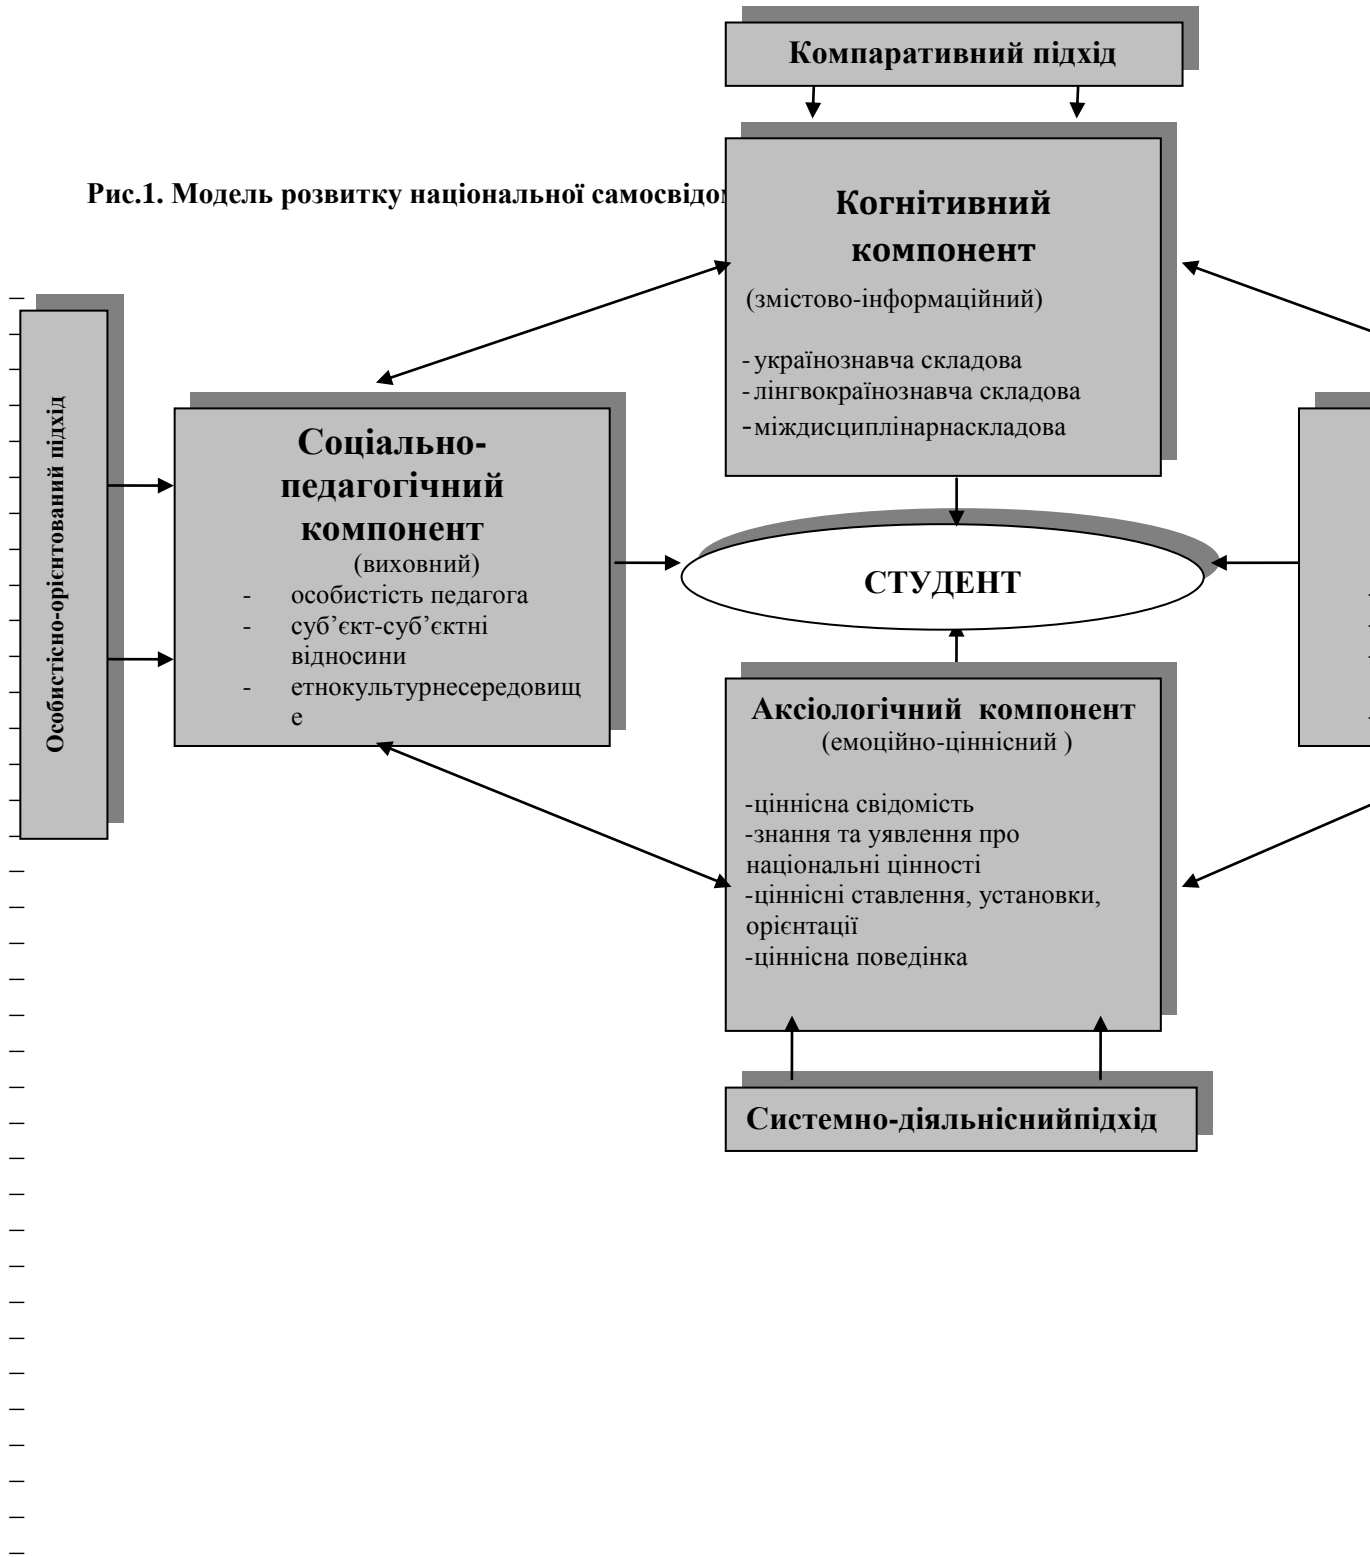 Компаративний підхід
Рис.1. Модель розвитку національної
Когнітивний
компонент
(змістово-інформаційний)
-українознавча складова
-лінгвокраїнознавча складова
-міждисциплінарнаскладова
Особистісно-орієнтований підхід
Соціально-
педагогічний
компонент
(виховний)
- особистість педагога
- суб’єкт-суб’єктні
відносини
- етнокультурнесередовищ
е
СТУДЕНТ
Аксіологічний компонент
(емоційно-ціннісний )
-ціннісна свідомість
-знання та уявлення про
національні цінності
-ціннісні ставлення, установки,
орієнтації
-ціннісна поведінка
Системно-діяльніснийпідхід